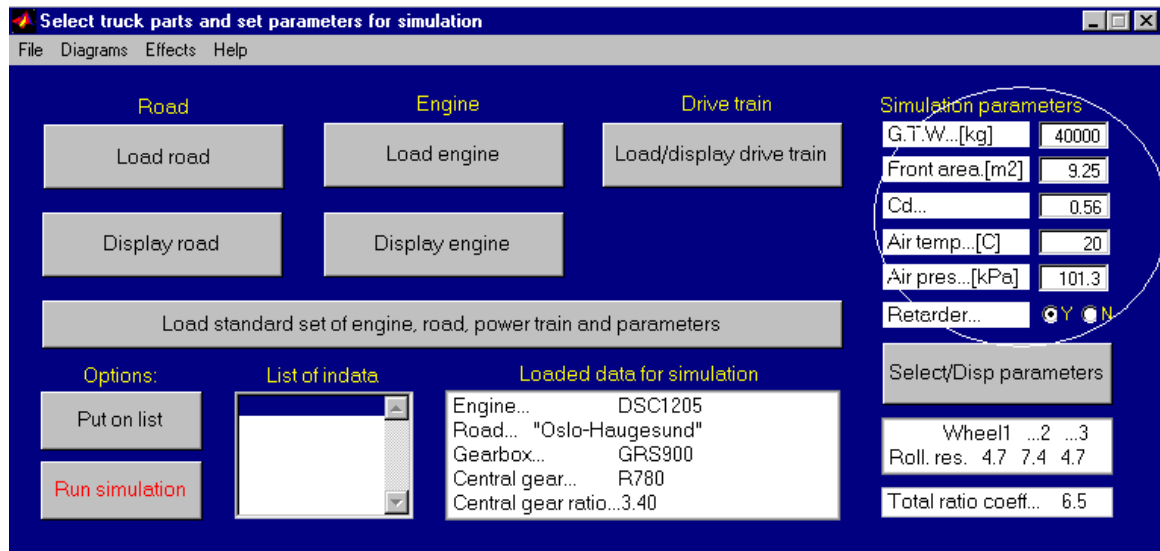 Select truck parts and set parameters for simulation
File Diagrams Effects Help
Road
Engine
Drive train
Simulation parameters
Load road
Load engine
Load/display drive train
G.T.W...[kg] 40000
Front area.[m2] 9.25
Cd... 0.56
Display road
Display engine
Air temp...[C] 20
Air pres...[kPa] 101.3
Load standard set of engine, road, power train and parameters
Retarder... Y N
Options:
List of indata
Loaded data for simulation
Select/Disp parameters
Put on list
Run simulation
Engine... DSC1205
Road... "Oslo-Haugesund"
Gearbox... GRS900
Central gear... R780
Central gear ratio...3.40
Wheel1 ...2 ...3
Roll. res. 4.7 7.4 4.7
Total ratio coeff... 6.5